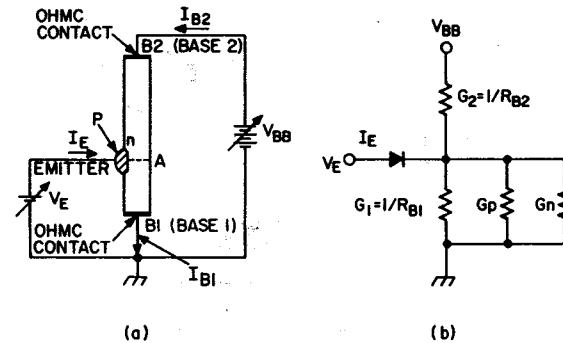 OHMC
CONTACT
I_B2
B2 (BASE 2)
P
n
I_E
EMITTER
A
V_E
V_BB
OHMC
CONTACT
B1 (BASE 1)
I_B1
(a)
V_BB
G_2=1/R_B2
I_E
V_E
G_1=1/R_B1
Gp
Gn
(b)